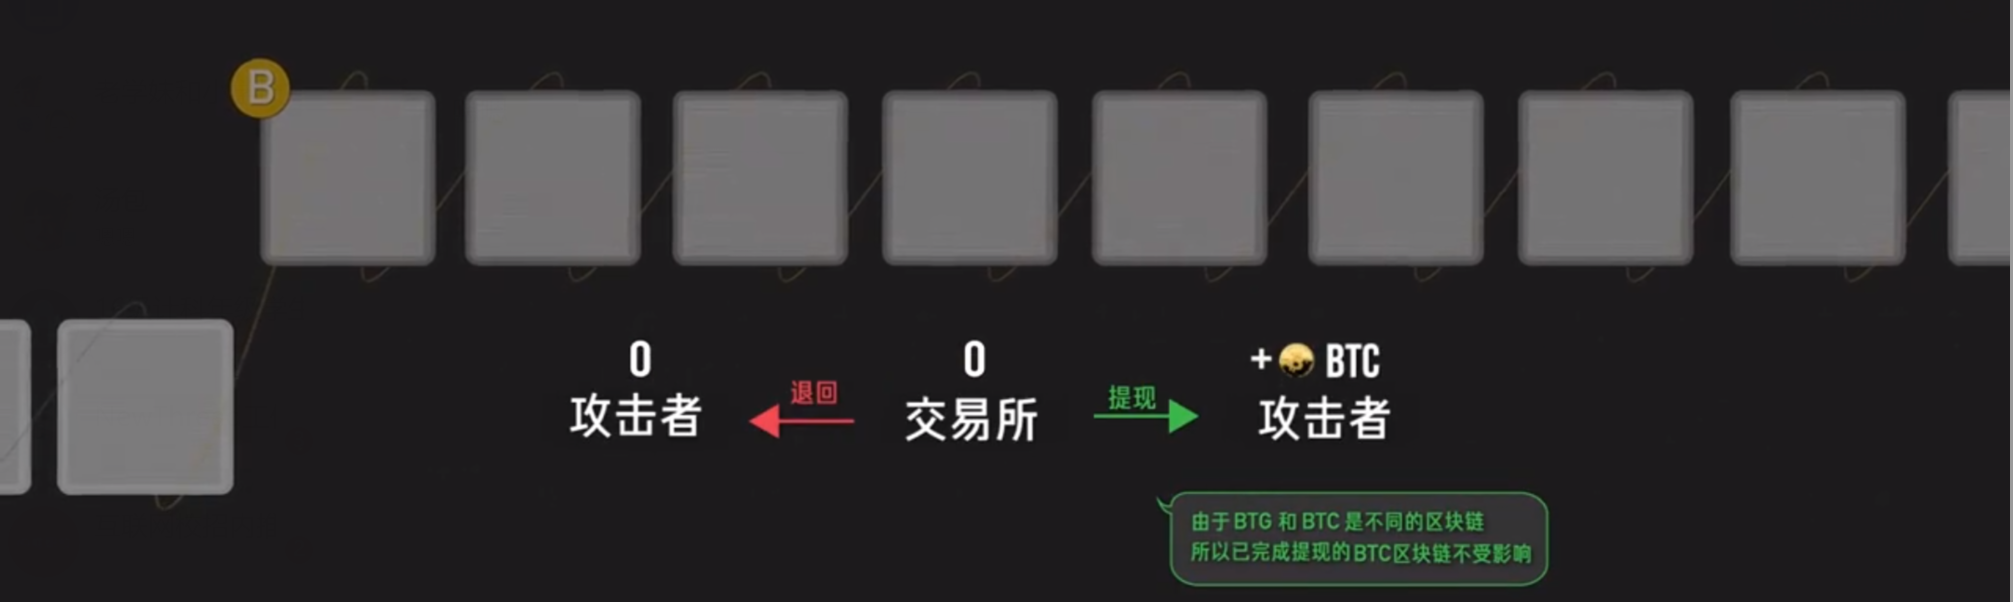 B
0
0
+ BTC
攻击者
退回
交易所
提现
攻击者
由于BTG 和 BTC 是不同的区块链
所以已完成提现的BTC区块链不受影响